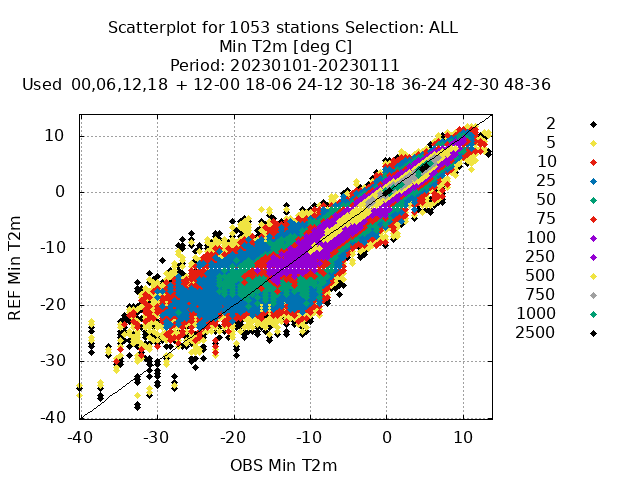 Scatterplot for 1053 stations Selection: ALL
Min T2m [deg C]
Period: 20230101-20230111
Used  00,06,12,18  + 12-00 18-06 24-12 30-18 36-24 42-30 48-36
10
0
-10
-20
-30
-40
REF Min T2m
-40 -30 -20 -10 0 10
OBS Min T2m
2
5
10
25
50
75
100
250
500
750
1000
2500